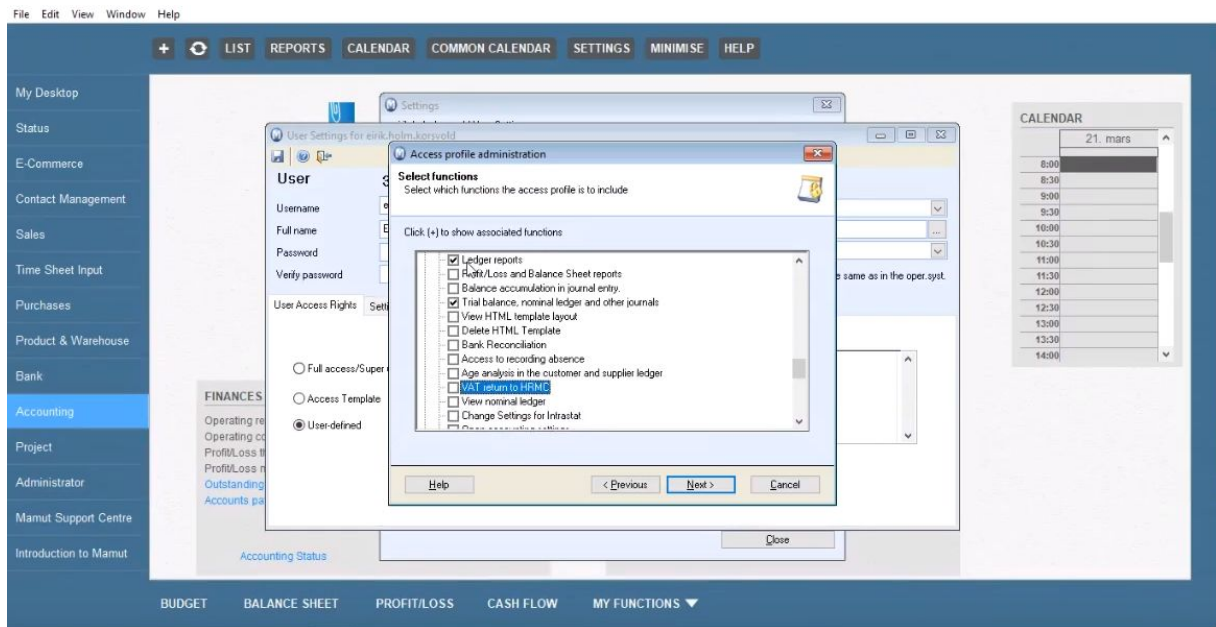 File Edit View Window Help
+ LIST REPORTS CALENDAR COMMON CALENDAR SETTINGS MINIMISE HELP
My Desktop
Status
E-Commerce
Contact Management
Sales
Time Sheet Input
Purchases
Product & Warehouse
Bank
Accounting
Project
Administrator
Mamut Support Centre
Introduction to Mamut
Settings
User Settings for eirik.holm.korsvold
User 3
Username e
Full name E
Password
Verify password
e same as in the oper.syst.
User Access Rights Setti
Full access/Super
Access Template
User-defined
Access profile administration
Select functions
Select which functions the access profile is to include
Click (+) to show associated functions
Ledger reports
Profit/Loss and Balance Sheet reports
Balance accumulation in journal entry.
Trial balance, nominal ledger and other journals
View HTML template layout
Delete HTML Template
Bank Reconciliation
Access to recording absence
Age analysis in the customer and supplier ledger
VAT return to HRMC
View nominal ledger
Change Settings for Intrastat
Open accounting settings
Help < Previous Next > Cancel
Close
FINANCES
Operating re
Operating co
Profit/Loss th
Profit/Loss n
Outstanding
Accounts pa
Accounting Status
CALENDAR
21. mars
8:00
8:30
9:00
9:30
10:00
10:30
11:00
11:30
12:00
12:30
13:00
13:30
14:00
BUDGET BALANCE SHEET PROFIT/LOSS CASH FLOW MY FUNCTIONS